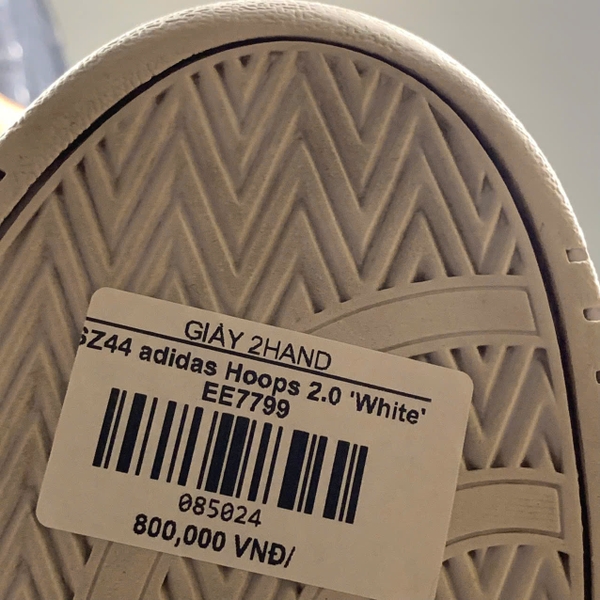 GIÀY 2HAND
SZ44 adidas Hoops 2.0 'White'
EE7799
085024
800,000 VNĐ/